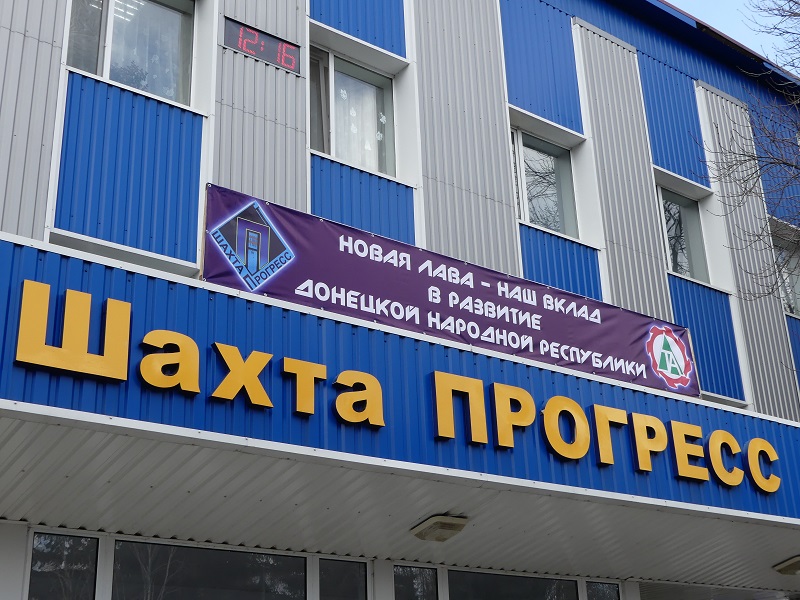 12:16
ШАХТА ПРОГРЕСС
НОВАЯ ЛАВА - НАШ ВКЛАД
В РАЗВИТИЕ
ДОНЕЦКОЙ НАРОДНОЙ РЕСПУБЛИКИ
Шахта ПРОГРЕСС